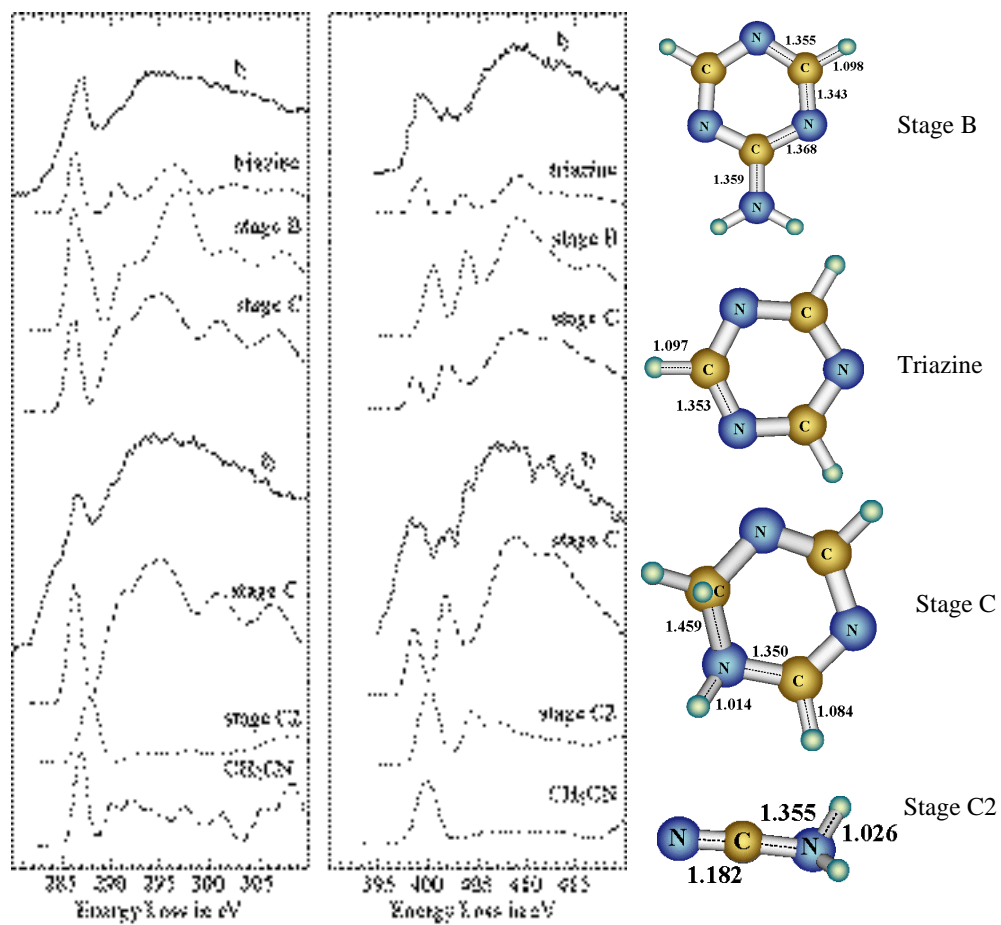 b
triazine
stage B
stage C
b
stage C
stage C2
CH3CN
285 290 295 300 305
Energy Loss in eV
b
triazine
stage B
stage C
b
stage C
stage C2
CH3CN
395 400
Energy Loss in eV
N
1.355
C
C
1.098
1.343
N
N
1.368
C
1.359
N
Stage B
N
C
1.097
C
N
1.353
N
C
Triazine
N
C
C
1.459
N
1.350
N
C
1.014
1.084
Stage C
1.355
N
C
N
1.026
1.182
Stage C2